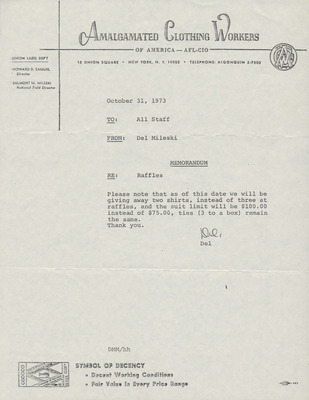 AMALGAMATED CLOTHING WORKERS
OF AMERICA — AFL-CIO
15 UNION SQUARE • NEW YORK, N. Y. 10003 • TELEPHONE: ALGONQUIN 5-7800
UNION LABEL DEPT.
HOWARD D. SAMUEL
Director
DELMONT W. MILESKI
National Field Director
October 31, 1973
TO: All Staff
FROM: Del Mileski
MEMORANDUM
RE: Raffles
Please note that as of this date we will be
giving away two shirts, instead of three at
raffles, and the suit limit will be $100.00
instead of $75.00, ties (3 to a box) remain
the same.
Thank you.
Del
Del
DHM/hh
SYMBOL OF DECENCY
• Decent Working Conditions
• Fair Value in Every Price Range